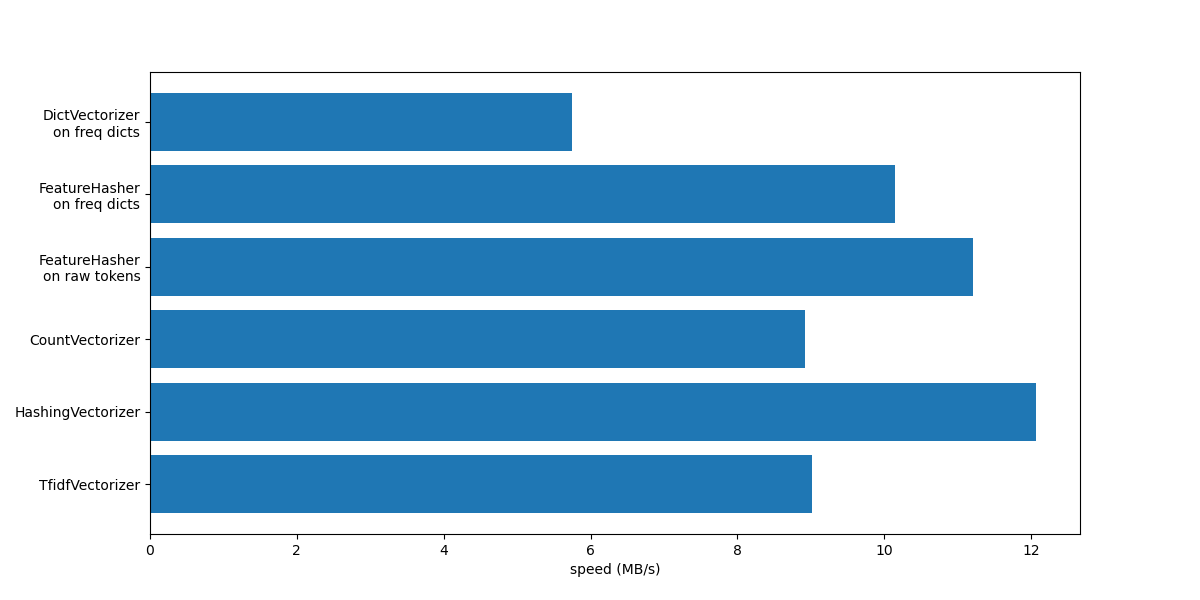 DictVectorizer
on freq dicts
FeatureHasher
on freq dicts
FeatureHasher
on raw tokens
CountVectorizer
HashingVectorizer
TfidfVectorizer
0 2 4 6 8 10 12
speed (MB/s)